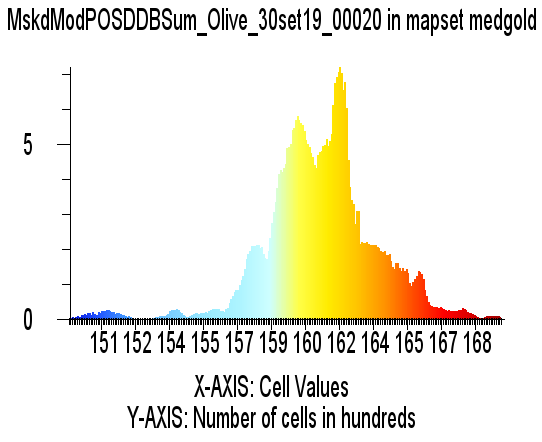 MskdModPOSDDBSum_Olive_30set19_00020 in mapset medgold
5
0
151 152 154 155 157 159 160 162 164 165 167 168
X-AXIS: Cell Values
Y-AXIS: Number of cells in hundreds